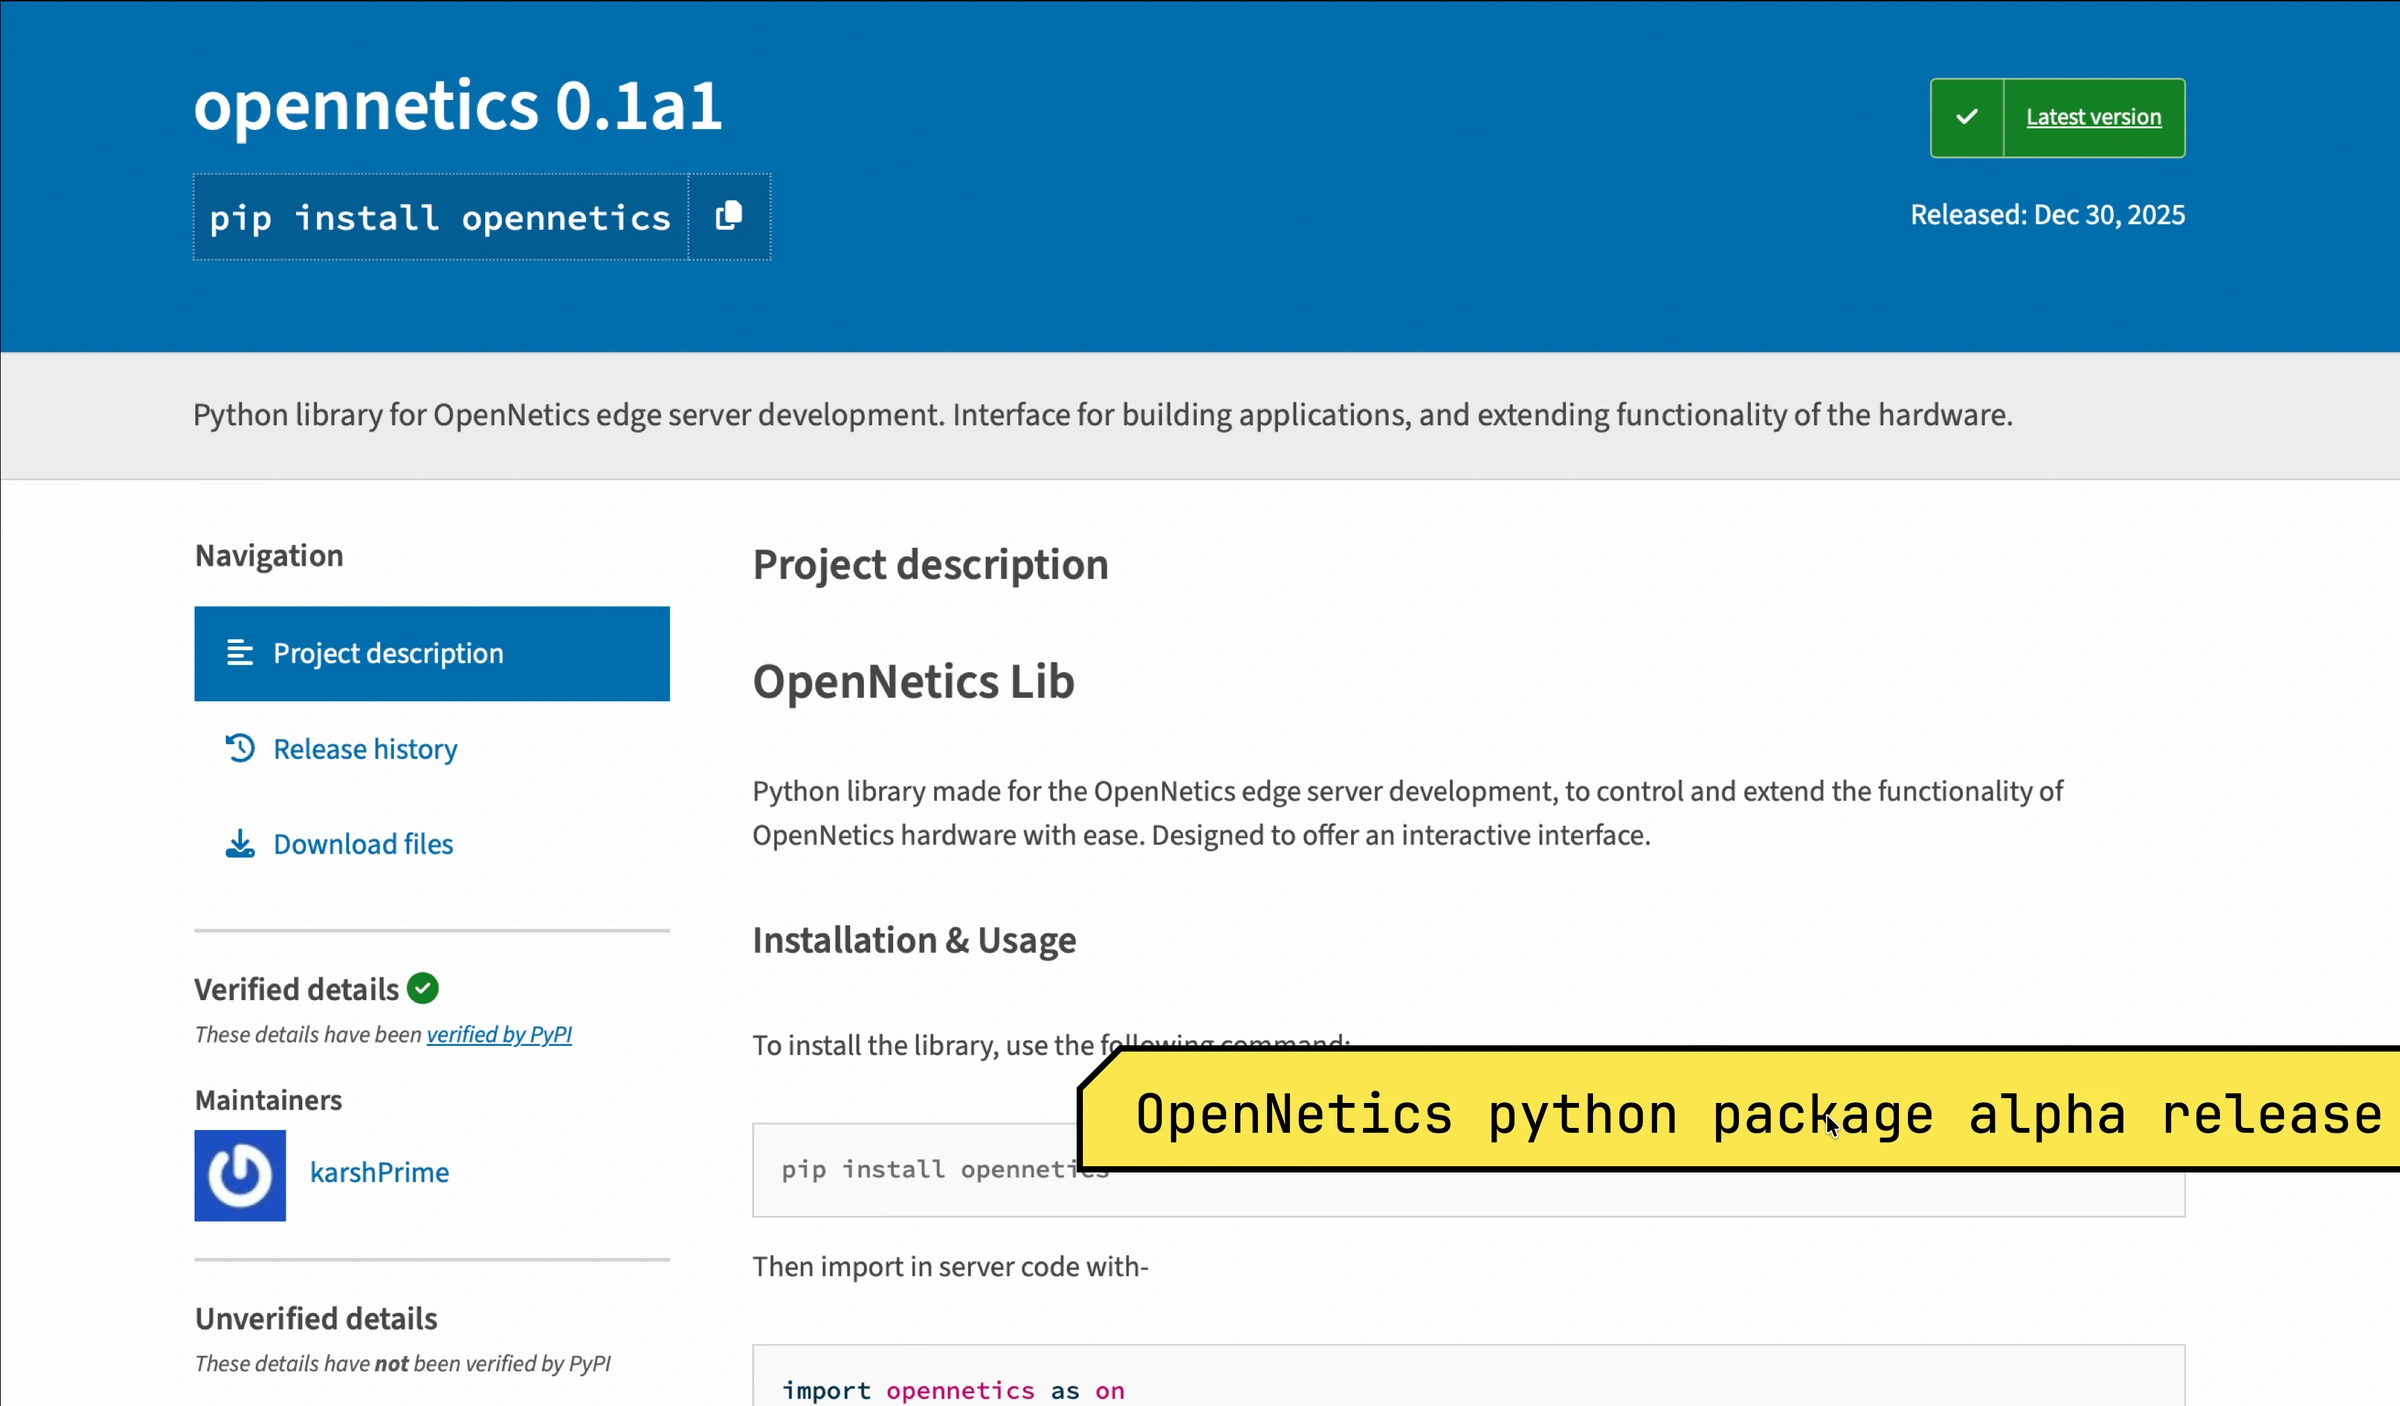 opennetics 0.1a1
pip install opennetics
Latest version
Released: Dec 30, 2025
Python library for OpenNetics edge server development. Interface for building applications, and extending functionality of the hardware.
Navigation
Project description
Release history
Download files
Verified details
These details have been verified by PyPI
Maintainers
karshPrime
Unverified details
These details have not been verified by PyPI
Project description
OpenNetics Lib
Python library made for the OpenNetics edge server development, to control and extend the functionality of
OpenNetics hardware with ease. Designed to offer an interactive interface.
Installation & Usage
To install the library, use the following command:
OpenNetics python package alpha release
pip install opennetics
Then import in server code with-
import opennetics as on